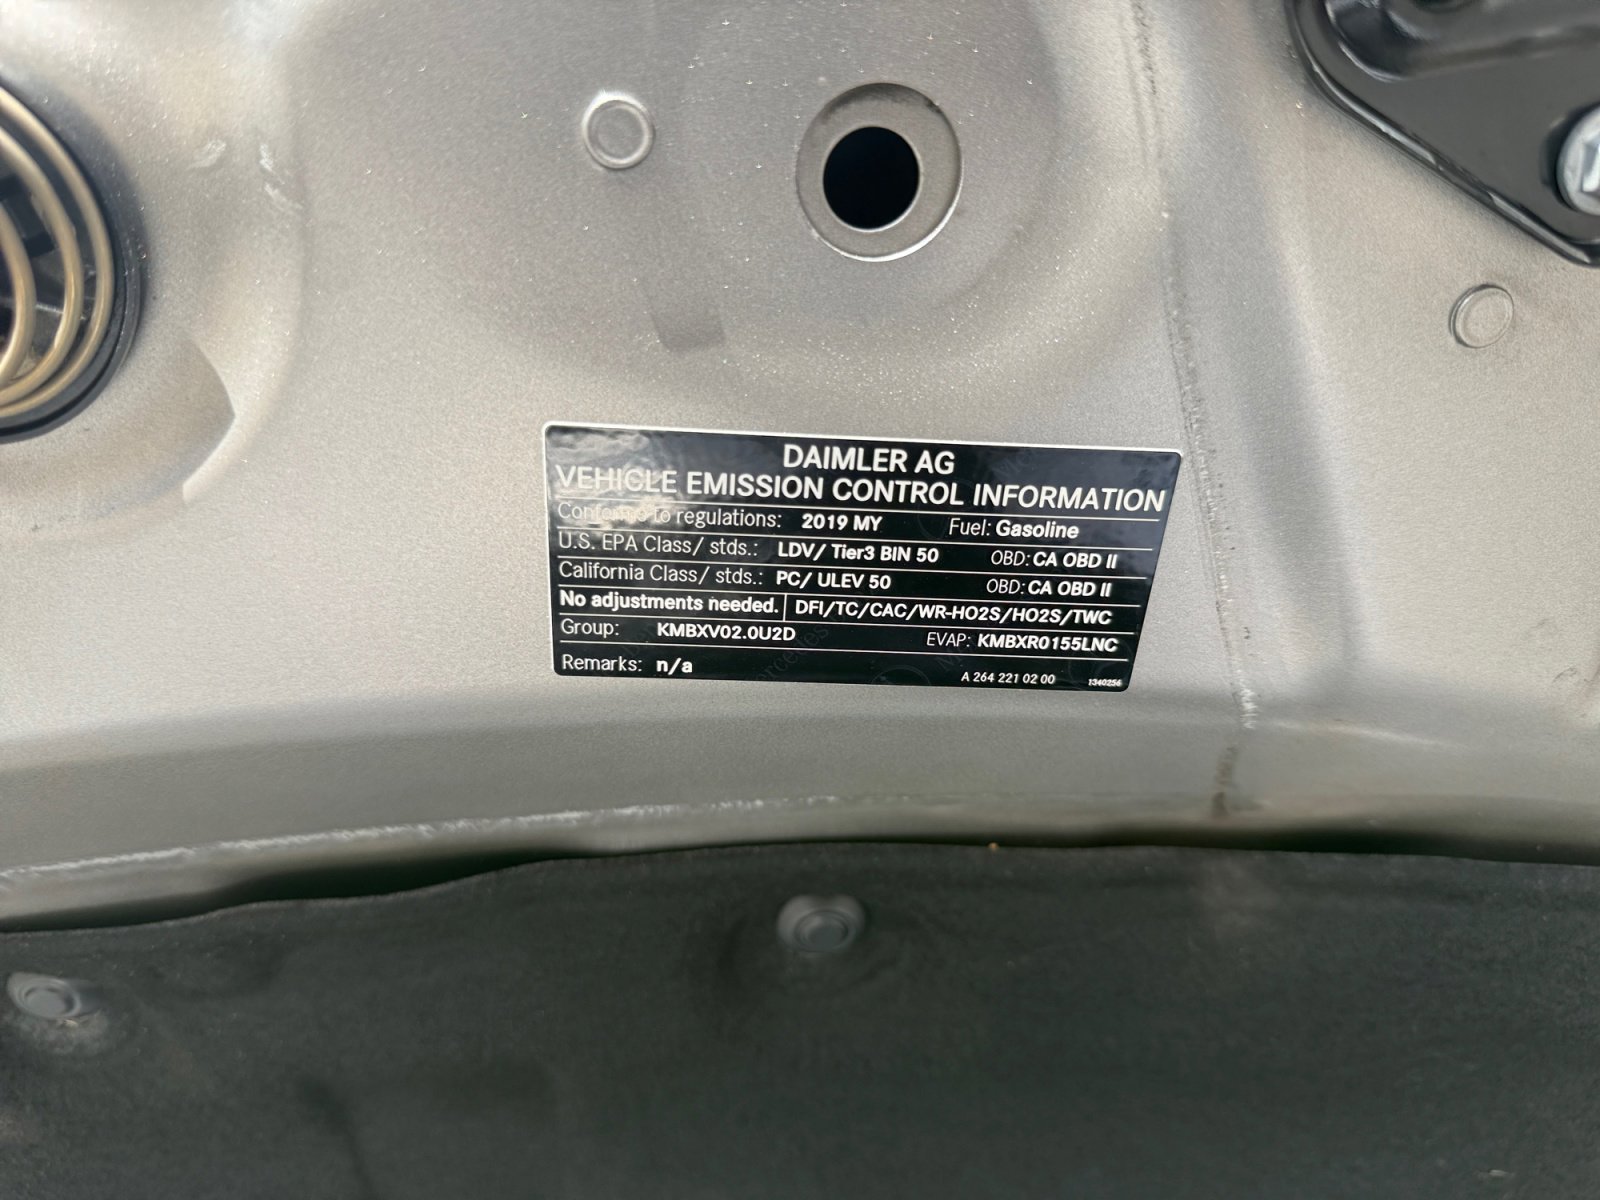 DAIMLER AG
VEHICLE EMISSION CONTROL INFORMATION
Conforms to regulations: 2019 MY Fuel: Gasoline
U.S. EPA Class/ stds.: LDV/ Tier3 BIN 50 OBD: CA OBD II
California Class/ stds.: PC/ ULEV 50 OBD: CA OBD II
No adjustments needed. DFI/TC/CAC/WR-HO2S/HO2S/TWC
Group: KMBXV02.0U2D EVAP: KMBXR0155LNC
Remarks: n/a
A 264 221 02 00 1340256